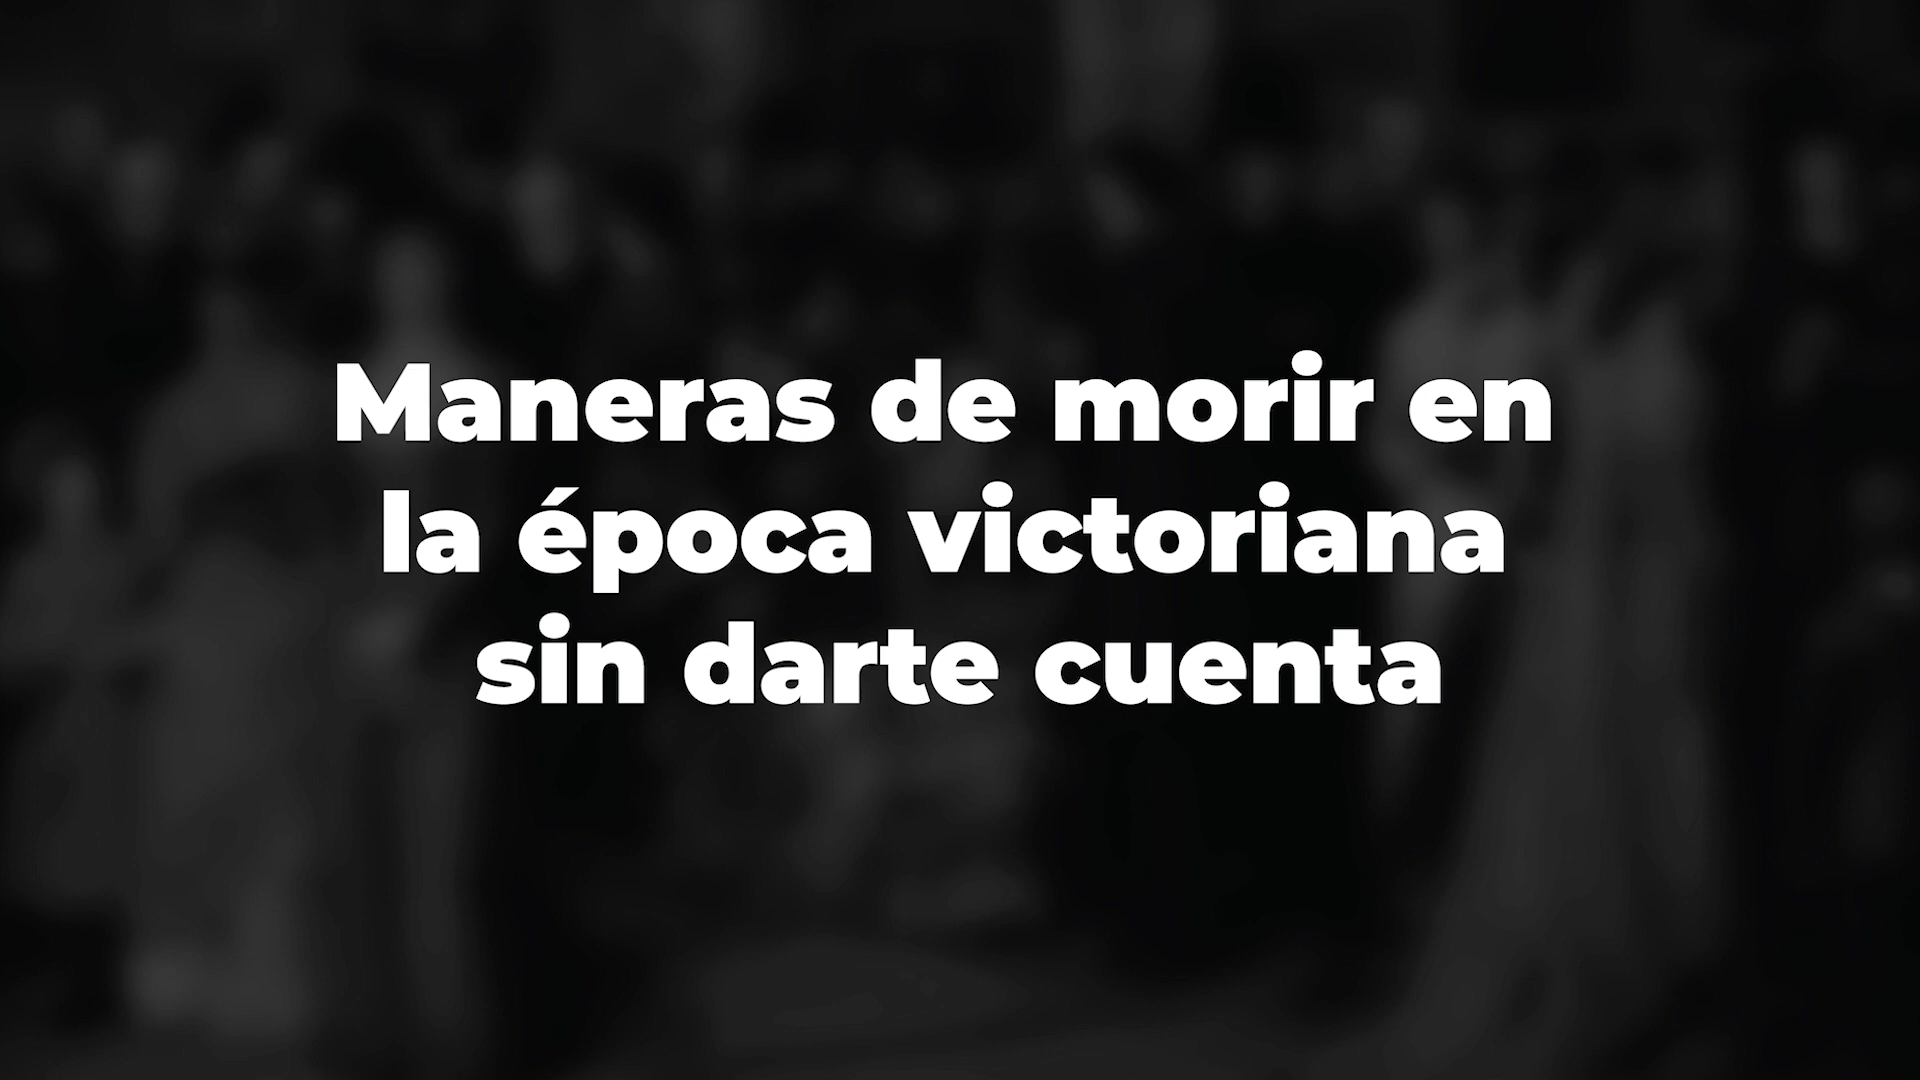 Maneras de morir en
la época victoriana
sin darte cuenta